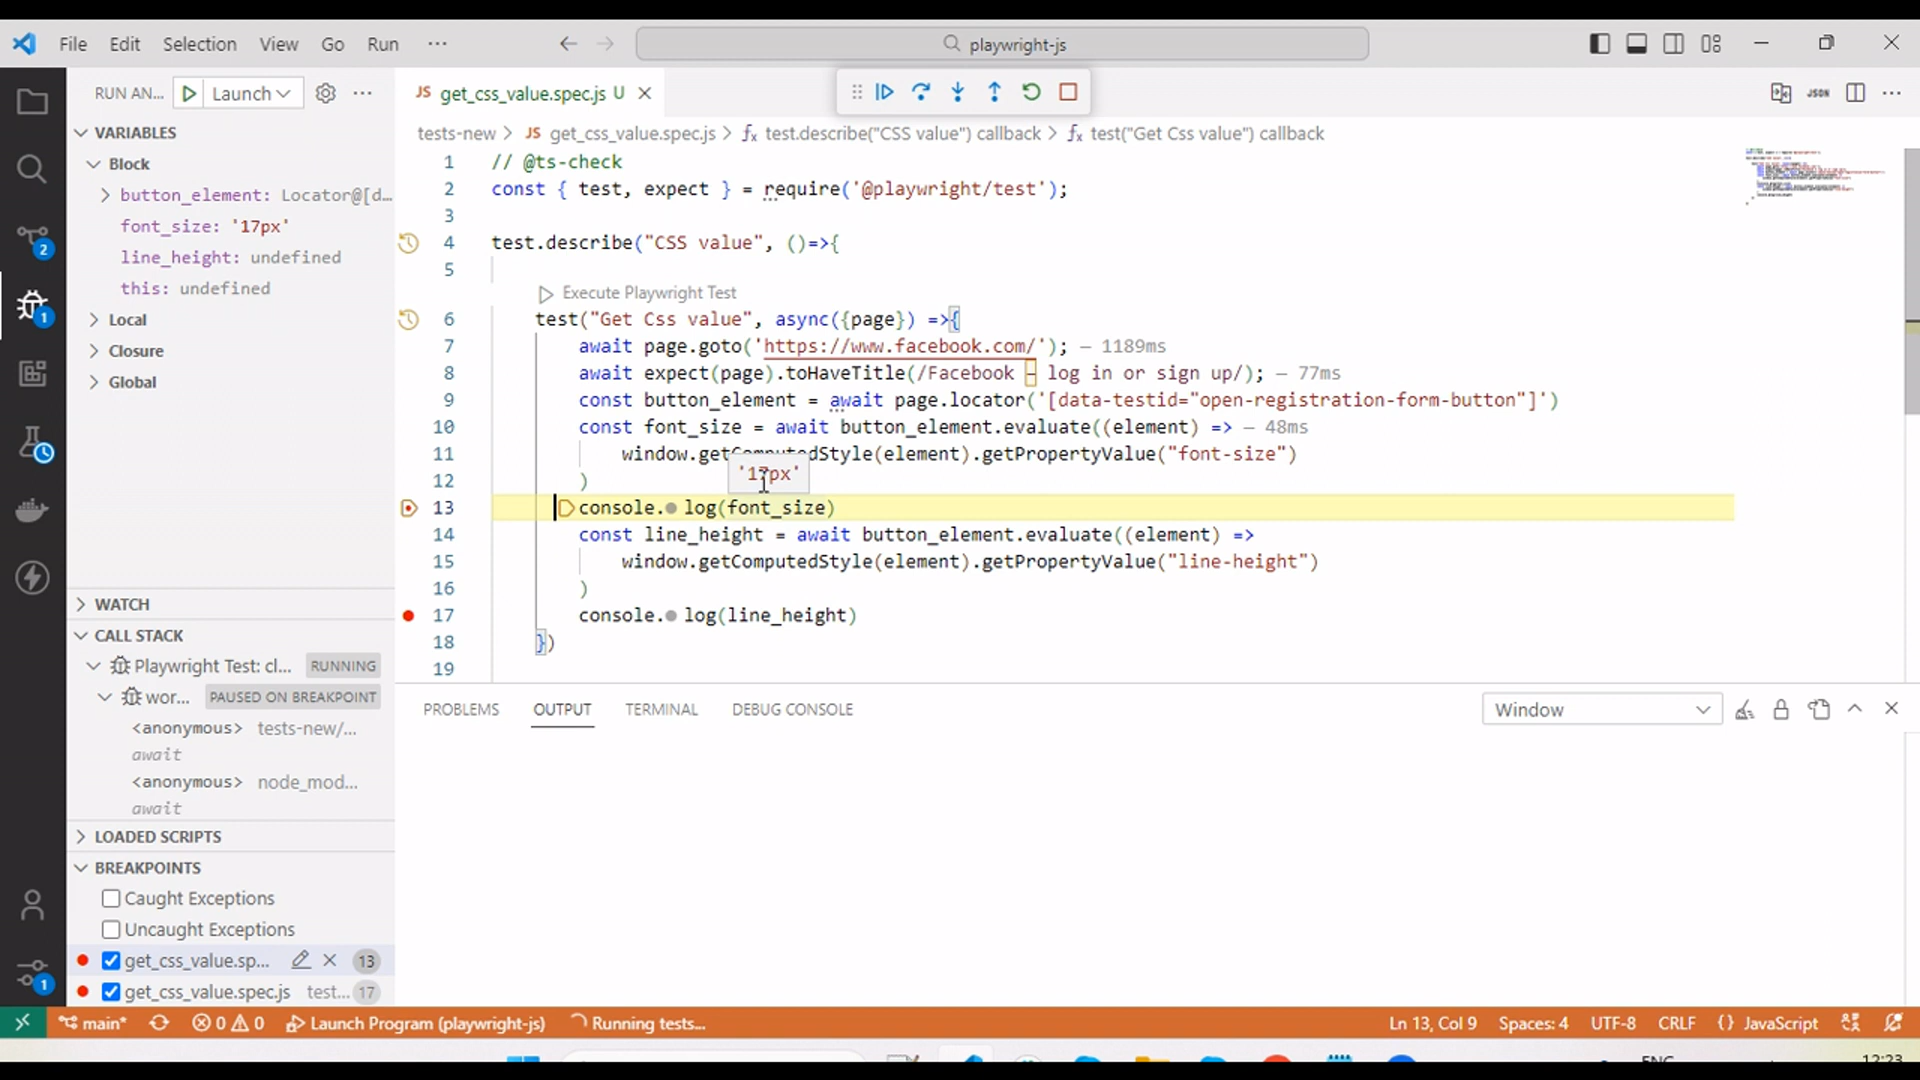 File Edit Selection View Go Run ··· playwright-js
RUN AN... Launch ···
VARIABLES
Block
button_element: Locator@[d...
font_size: '17px'
line_height: undefined
this: undefined
Local
Closure
Global
WATCH
CALL STACK
Playwright Test: cl... RUNNING
wor... PAUSED ON BREAKPOINT
<anonymous> tests-new/...
await
<anonymous> node_mod...
await
LOADED SCRIPTS
BREAKPOINTS
Caught Exceptions
Uncaught Exceptions
get_css_value.sp... 13
get_css_value.spec.js test... 17
JS get_css_value.spec.js U
JSON ···
tests-new > JS get_css_value.spec.js > fx test.describe("CSS value") callback > fx test("Get Css value") callback
1 // @ts-check
2 const { test, expect } = require('@playwright/test');
3
4 test.describe("CSS value", ()=>{
5
Execute Playwright Test
6 test("Get Css value", async({page}) =>{
7 await page.goto('https://www.facebook.com/'); — 1189ms
8 await expect(page).toHaveTitle(/Facebook – log in or sign up/); — 77ms
9 const button_element = await page.locator('[data-testid="open-registration-form-button"]')
10 const font_size = await button_element.evaluate((element) => — 48ms
11 window.getComputedStyle(element).getPropertyValue("font-size")
'17px'
12 )
13 console.log(font_size)
14 const line_height = await button_element.evaluate((element) =>
15 window.getComputedStyle(element).getPropertyValue("line-height")
16 )
17 console.log(line_height)
18 })
19
PROBLEMS OUTPUT TERMINAL DEBUG CONSOLE Window
2
1
1
main* 0 0 Launch Program (playwright-js) Running tests... Ln 13, Col 9 Spaces: 4 UTF-8 CRLF {} JavaScript